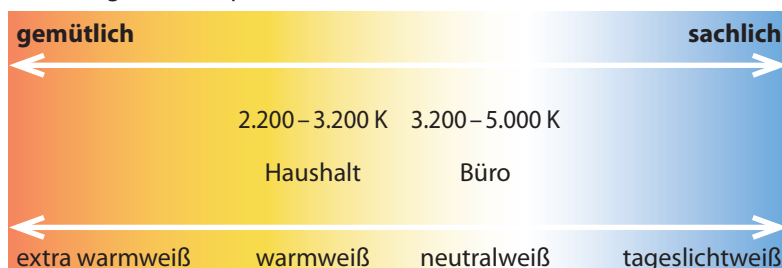 gemütlich sachlich
2.200 – 3.200 K 3.200 – 5.000 K
Haushalt Büro
extra warmweiß warmweiß neutralweiß tageslichtweiß